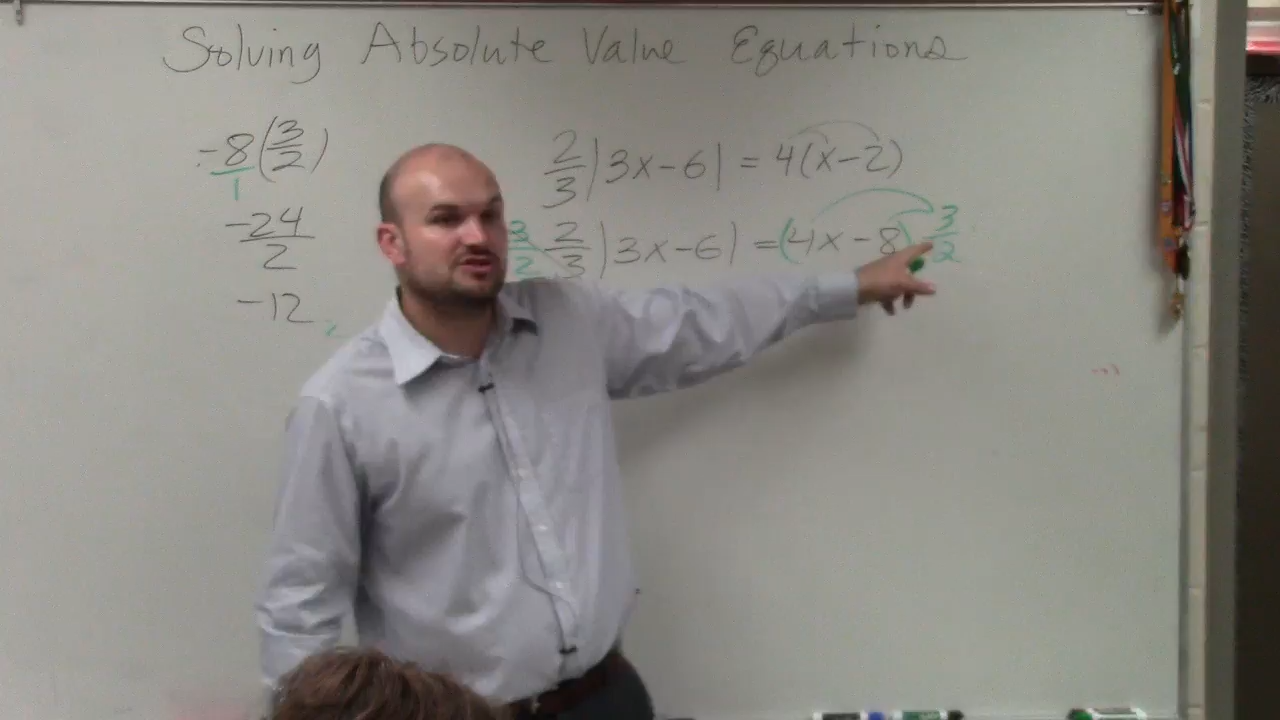 Solving Absolute Value Equations
-8/1 (3/2)
-24/2
-12
2/3 |3x-6| = 4(x-2)
3/2 2/3 |3x-6| = (4x-8) 3/2